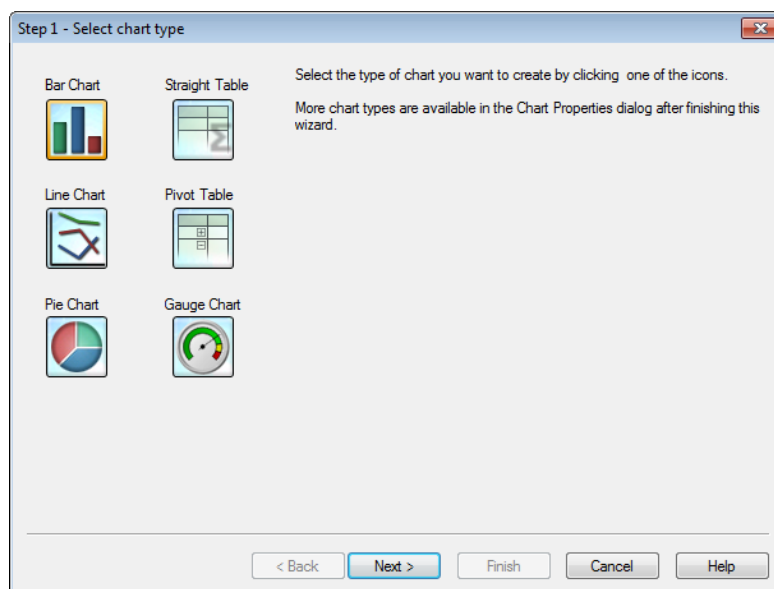 Step 1 - Select chart type
Bar Chart
Straight Table
Select the type of chart you want to create by clicking one of the icons.
More chart types are available in the Chart Properties dialog after finishing this
wizard.
Line Chart
Pivot Table
Pie Chart
Gauge Chart
< Back
Next >
Finish
Cancel
Help